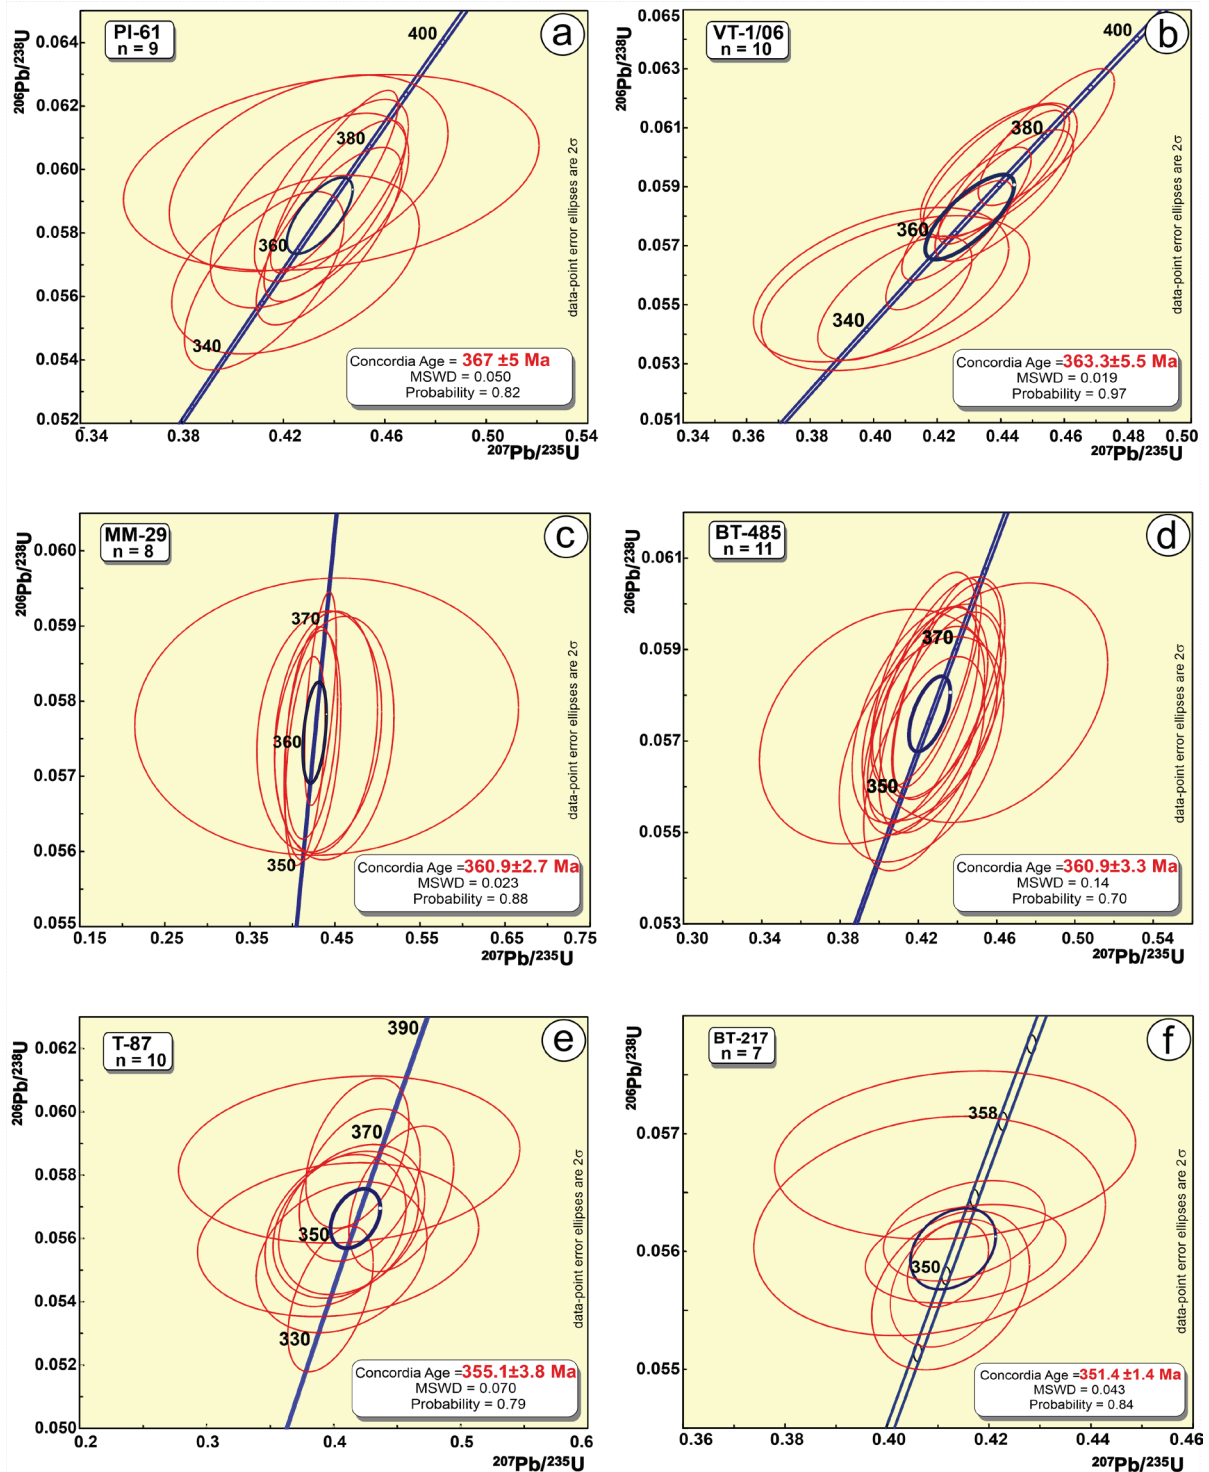 PI-61
n = 9
a
400
380
360
340
206Pb/238U
0.064
0.062
0.060
0.058
0.056
0.054
0.052
0.34
0.38
0.42
0.46
0.50
0.54
207Pb/235U
data-point error ellipses are 2σ
Concordia Age = 367 ±5 Ma
MSWD = 0.050
Probability = 0.82
VT-1/06
n = 10
b
400
380
360
340
206Pb/238U
0.065
0.063
0.061
0.059
0.057
0.055
0.053
0.051
0.34
0.36
0.40
0.42
0.44
0.46
0.48
0.50
207Pb/235U
data-point error ellipses are 2σ
Concordia Age =363.3±5.5 Ma
MSWD = 0.019
Probability = 0.97
MM-29
n = 8
c
370
360
350
206Pb/238U
0.060
0.059
0.058
0.057
0.056
0.055
0.15
0.25
0.35
0.45
0.55
0.65
0.75
207Pb/235U
data-point error ellipses are 2σ
Concordia Age =360.9±2.7 Ma
MSWD = 0.023
Probability = 0.88
BT-485
n = 11
d
370
350
206Pb/238U
0.061
0.059
0.057
0.055
0.053
0.30
0.34
0.38
0.42
0.46
0.50
0.54
207Pb/235U
data-point error ellipses are 2σ
Concordia Age =360.9±3.3 Ma
MSWD = 0.14
Probability = 0.70
T-87
n = 10
e
390
370
350
330
206Pb/238U
0.062
0.060
0.058
0.056
0.054
0.052
0.050
0.2
0.3
0.4
0.5
0.6
207Pb/235U
data-point error ellipses are 2σ
Concordia Age =355.1±3.8 Ma
MSWD = 0.070
Probability = 0.79
BT-217
n = 7
f
358
350
206Pb/238U
0.057
0.056
0.055
0.36
0.38
0.40
0.42
0.44
0.46
207Pb/235U
data-point error ellipses are 2σ
Concordia Age =351.4 ±1.4 Ma
MSWD = 0.043
Probability = 0.84